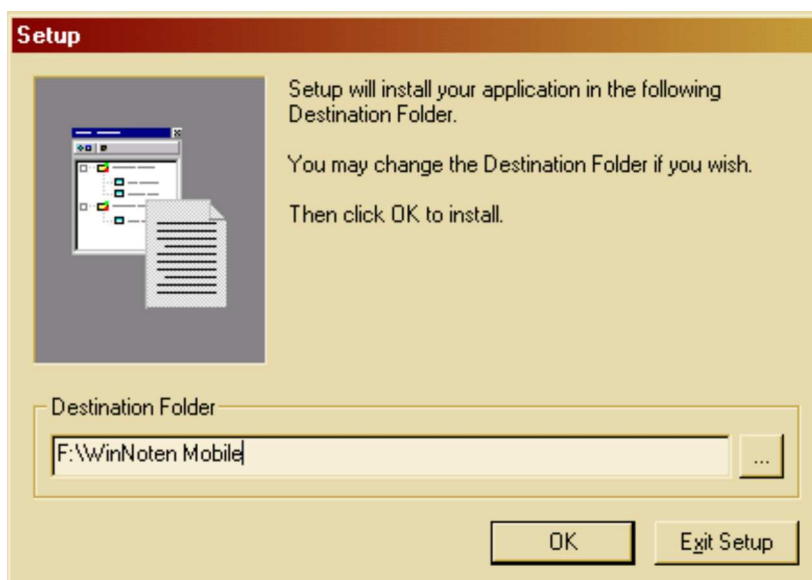 Setup
Setup will install your application in the following
Destination Folder.
You may change the Destination Folder if you wish.
Then click OK to install.
Destination Folder
F:\WinNoten Mobile
...
OK
Exit Setup